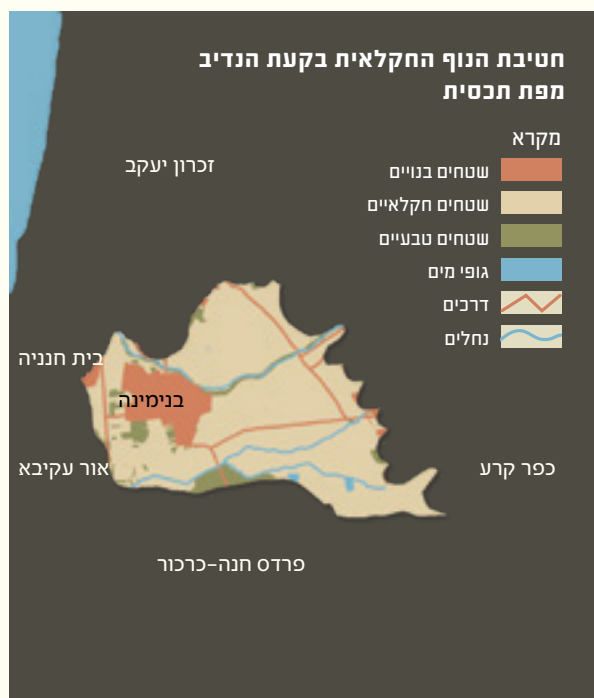 חטיבת הנוף החקלאית בקעת הנדיב
מפת תכסית
מקרא
שטחים בנויים
שטחים חקלאיים
שטחים טבעיים
גופי מים
דרכים
נחלים
זכרון יעקב
בית חנניה
בנימינה
אור עקיבא
כפר קרע
פרדס חנה-כרכור